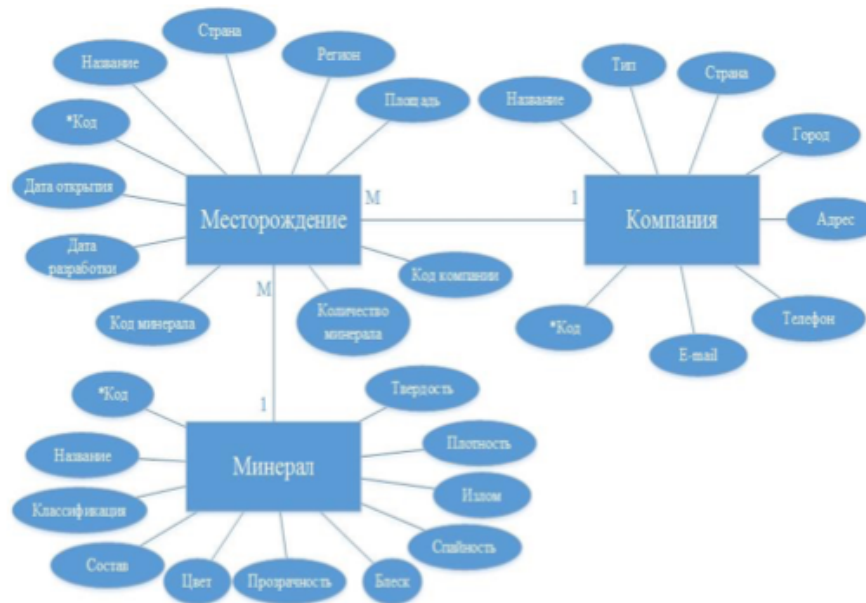 Страна
Регион
Название
Площадь
*Код
Дата открытия
Месторождение
Дата
разработки
Код минерала
Количество
минерала
Код компании
М
1
М
1
Тип
Страна
Название
Город
Компания
Адрес
*Код
Телефон
E-mail
*Код
Твердость
Название
Плотность
Минерал
Излом
Классификация
Спайность
Состав
Цвет
Прозрачность
Блеск